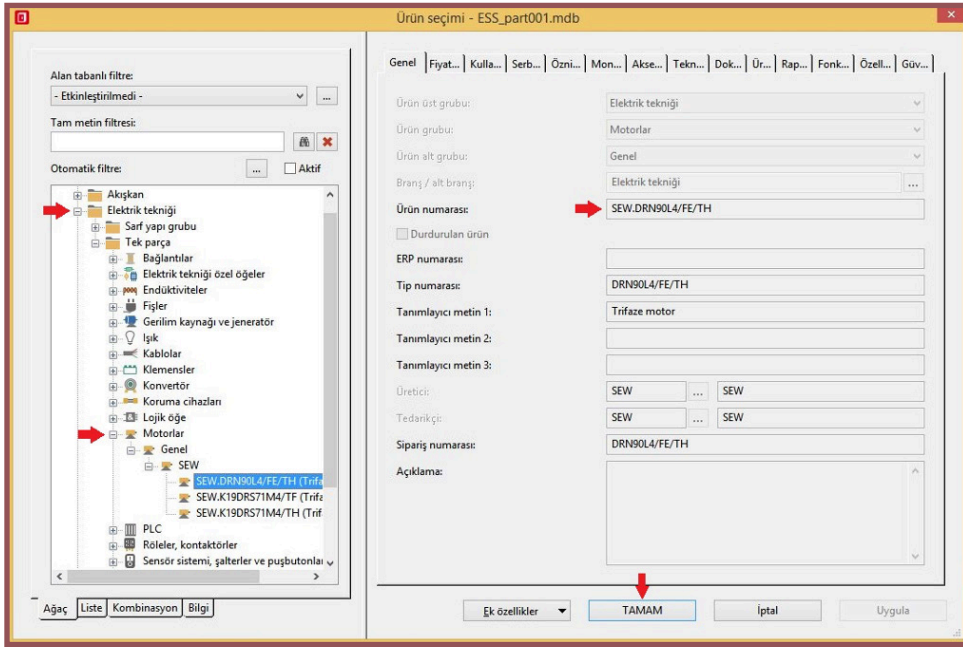 Ürün seçimi - ESS_part001.mdb
Alan tabanlı filtre:
- Etkinleştirilmedi -
...
Tam metin filtresi:
Otomatik filtre:
...
Aktif
Akışkan
Elektrik tekniği
Sarf yapı grubu
Tek parça
Bağlantılar
Elektrik tekniği özel öğeler
Endüktiviteler
Fişler
Gerilim kaynağı ve jeneratör
Işık
Kablolar
Klemensler
Konvertör
Koruma cihazları
Lojik öğe
Motorlar
Genel
SEW
SEW.DRN90L4/FE/TH (Trifa
SEW.K19DRS71M4/TF (Trifa
SEW.K19DRS71M4/TH (Trif
PLC
Röleler, kontaktörler
Sensör sistemi, şalterler ve puşbutonlar
Ağaç Liste Kombinasyon Bilgi
Genel Fiyat... Kulla... Serb... Özni... Mon... Akse... Tekn... Dok... Ür... Rap... Fonk... Özell... Güv...
Ürün üst grubu: Elektrik tekniği
Ürün grubu: Motorlar
Ürün alt grubu: Genel
Branş / alt branş: Elektrik tekniği ...
Ürün numarası: SEW.DRN90L4/FE/TH
Durdurulan ürün
ERP numarası:
Tip numarası: DRN90L4/FE/TH
Tanımlayıcı metin 1: Trifaze motor
Tanımlayıcı metin 2:
Tanımlayıcı metin 3:
Üretici: SEW ... SEW
Tedarikçi: SEW ... SEW
Sipariş numarası: DRN90L4/FE/TH
Açıklama:
Ek özellikler TAMAM İptal Uygula